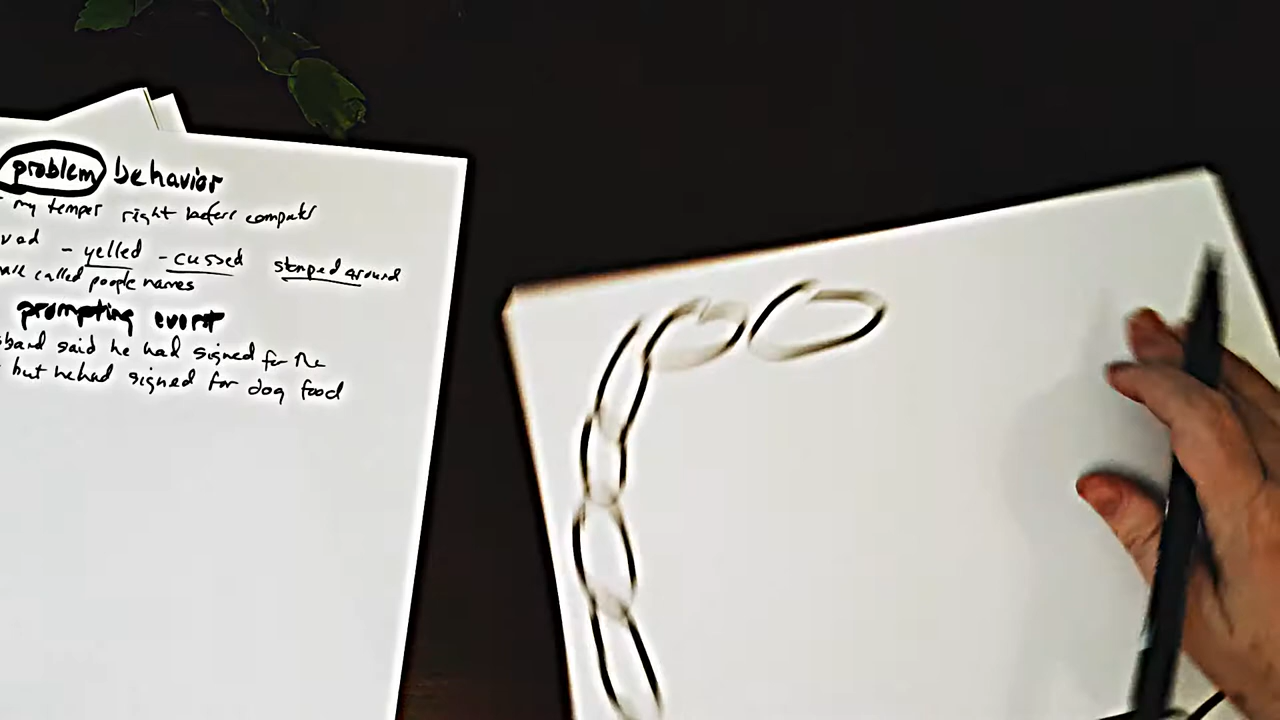 problem behavior
my temper right before computer
- yelled - cussed stomped around
called people names
prompting event
said he had signed for the
but he had signed for dog food